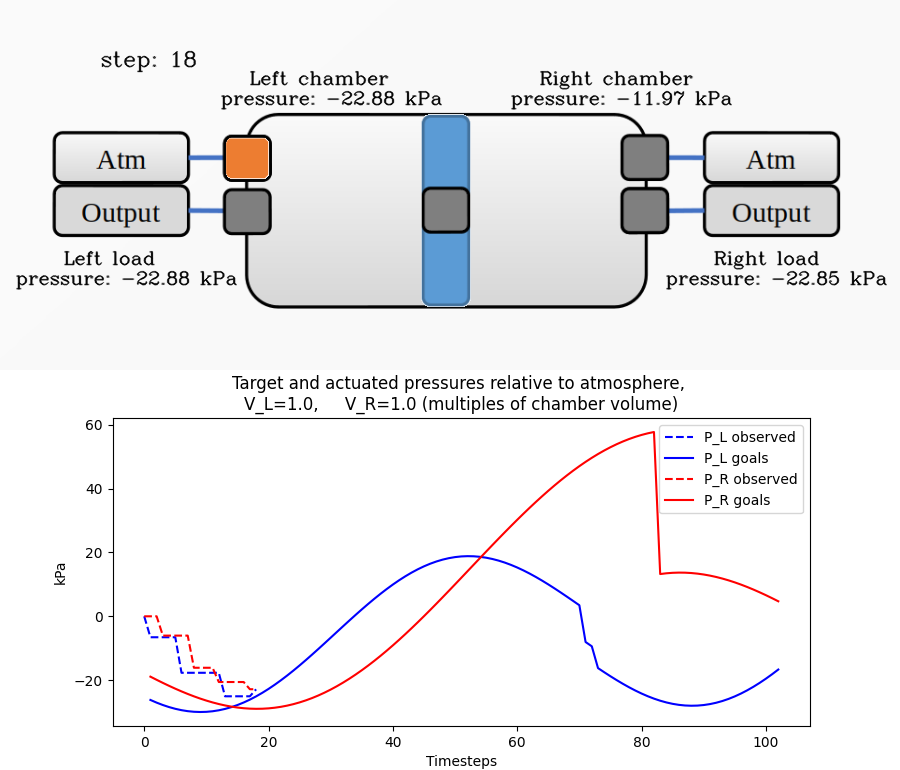 step: 18
Left chamber
pressure: −22.88 kPa
Right chamber
pressure: −11.97 kPa
Atm
Output
Atm
Output
Left load
pressure: −22.88 kPa
Right load
pressure: −22.85 kPa
Target and actuated pressures relative to atmosphere,
V_L=1.0, V_R=1.0 (multiples of chamber volume)
P_L observed
P_L goals
P_R observed
P_R goals
kPa
60
40
20
0
−20
0 20 40 60 80 100
Timesteps